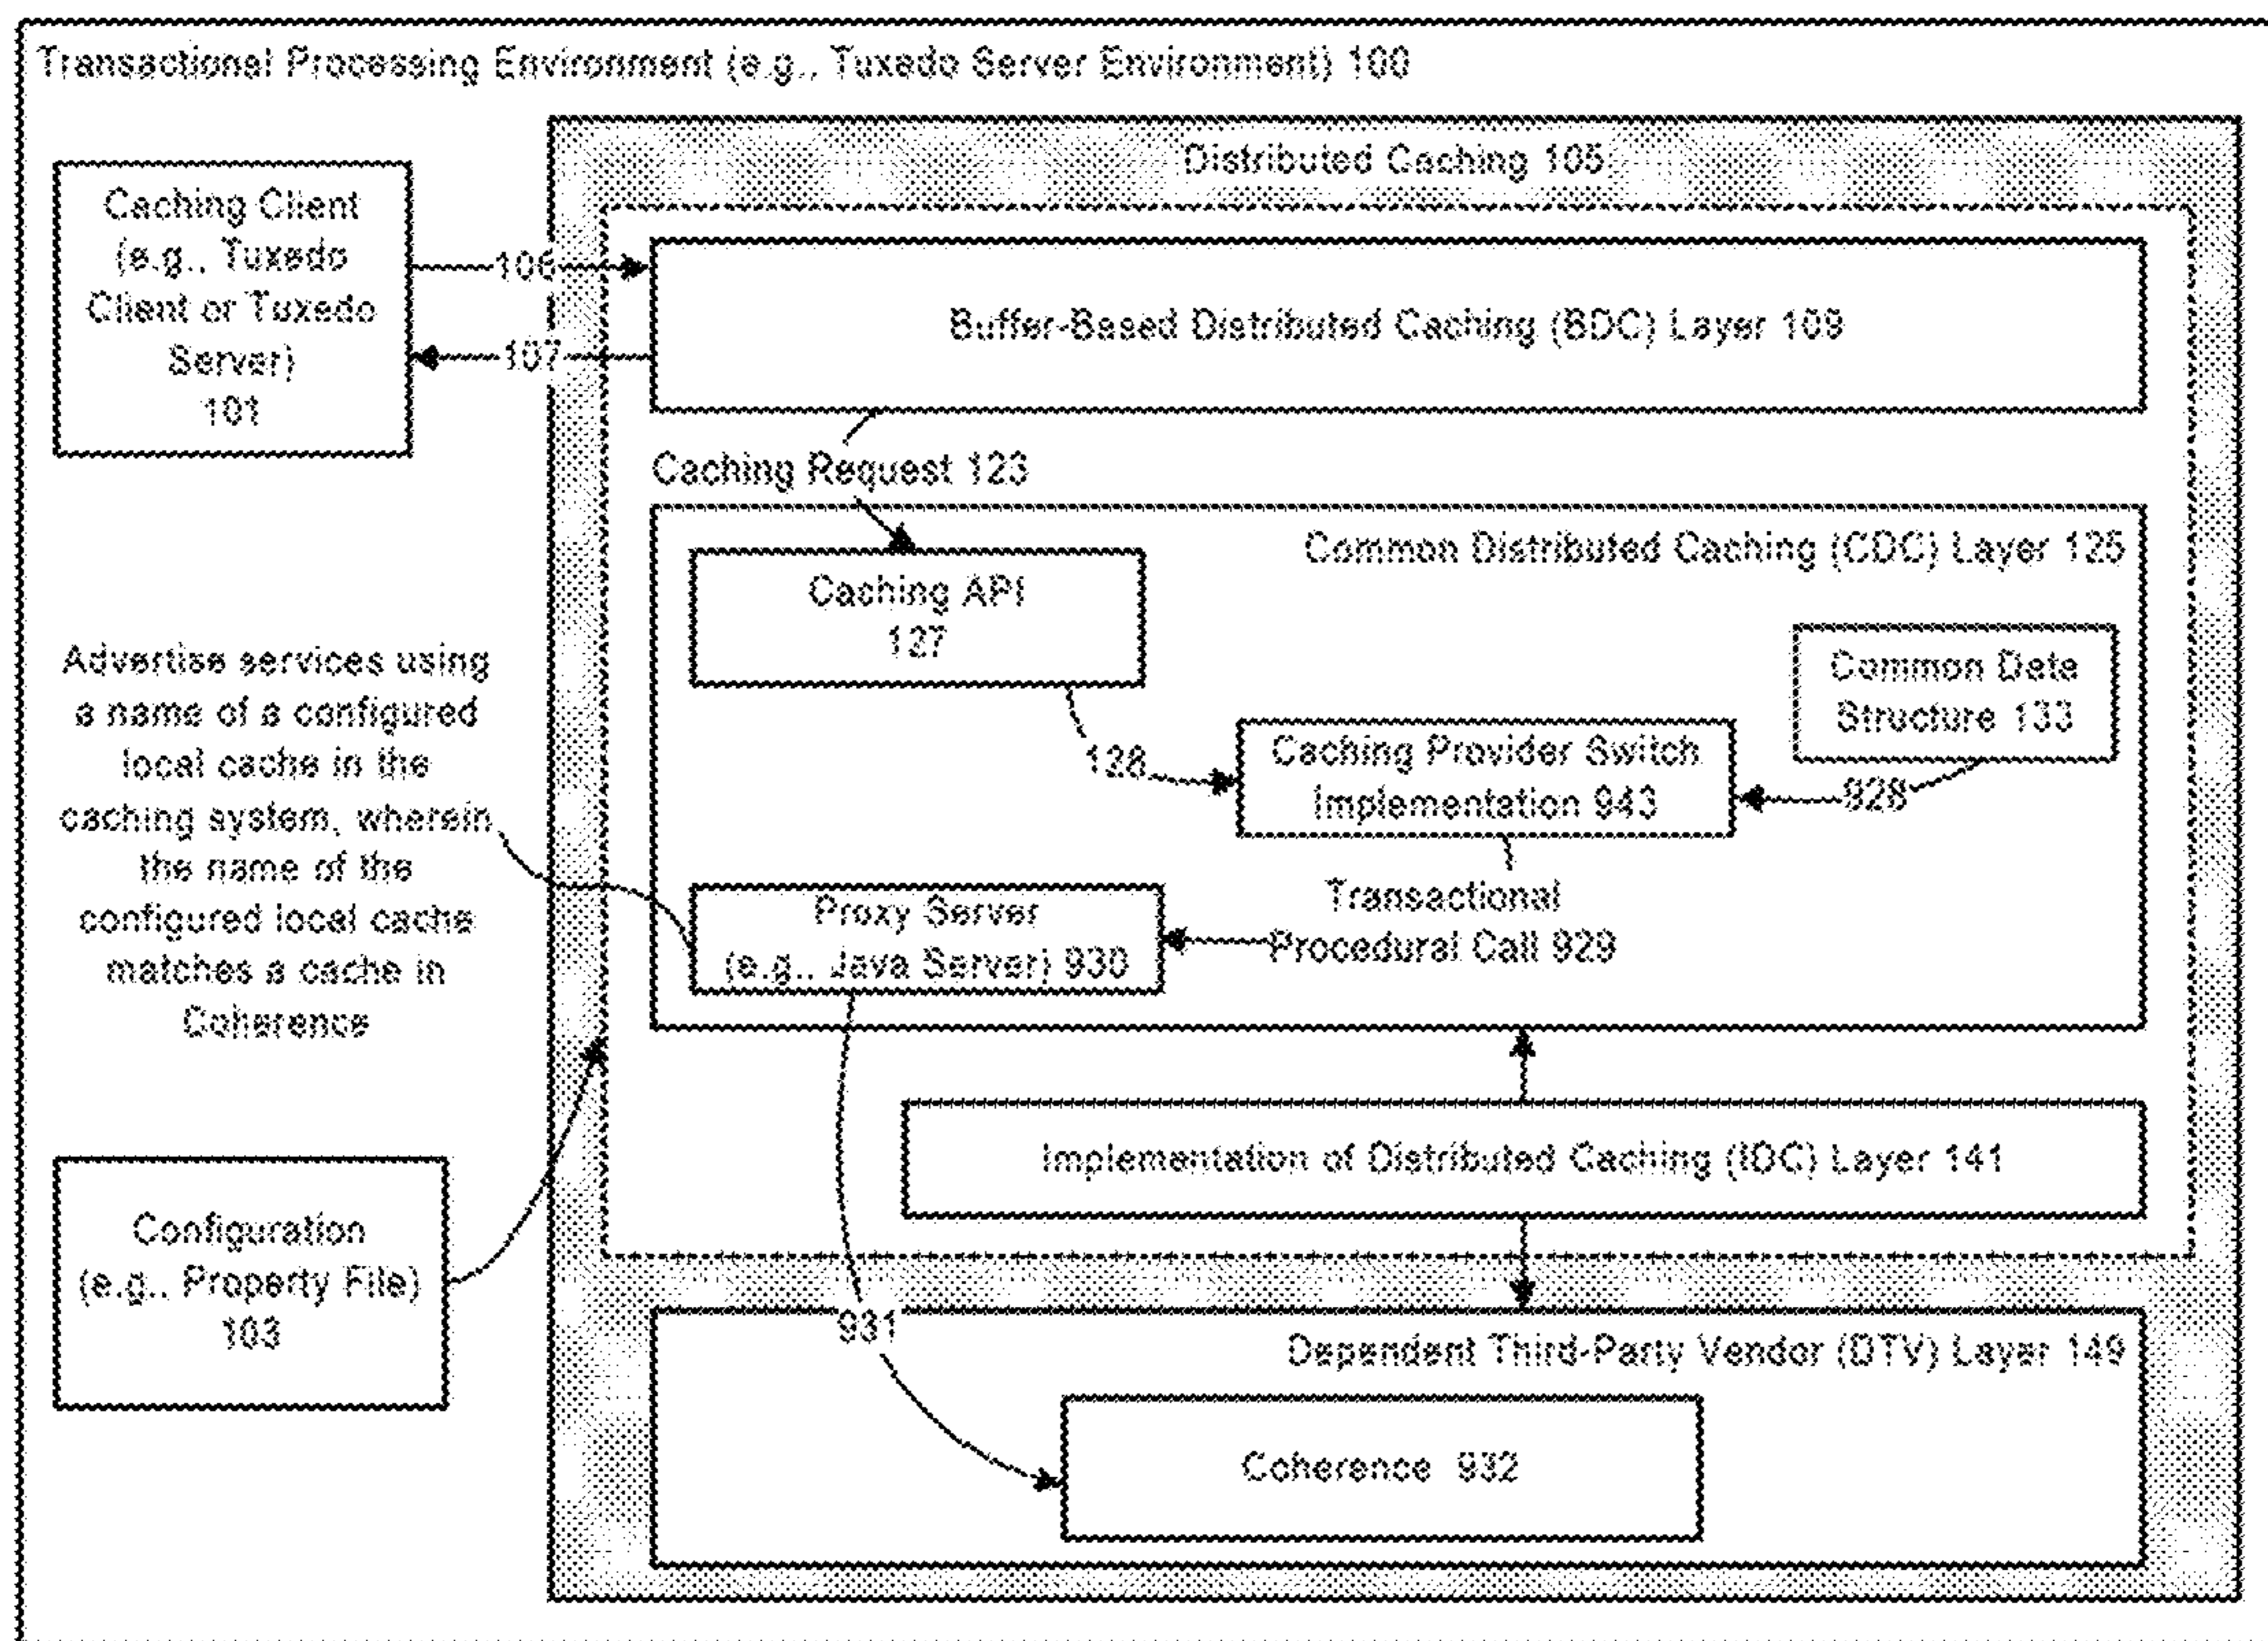 Transactional Processing Environment (e.g., Tuxedo Server Environment) 100
Distributed Caching 105
Caching Client
(e.g., Tuxedo
Client or Tuxedo
Server)
101
106
107
Buffer-Based Distributed Caching (BDC) Layer 109
Caching Request 123
Common Distributed Caching (CDC) Layer 125
Caching API
127
Common Data
Structure 133
128
Caching Provider Switch
Implementation 943
928
Advertise services using
a name of a configured
local cache in the
caching system, wherein
the name of the
configured local cache
matches a cache in
Coherence
Proxy Server
(e.g., Java Server) 930
Transactional
Procedural Call 929
Implementation of Distributed Caching (IDC) Layer 141
Configuration
(e.g., Property File)
103
931
Dependent Third-Party Vendor (DTV) Layer 149
Coherence 932